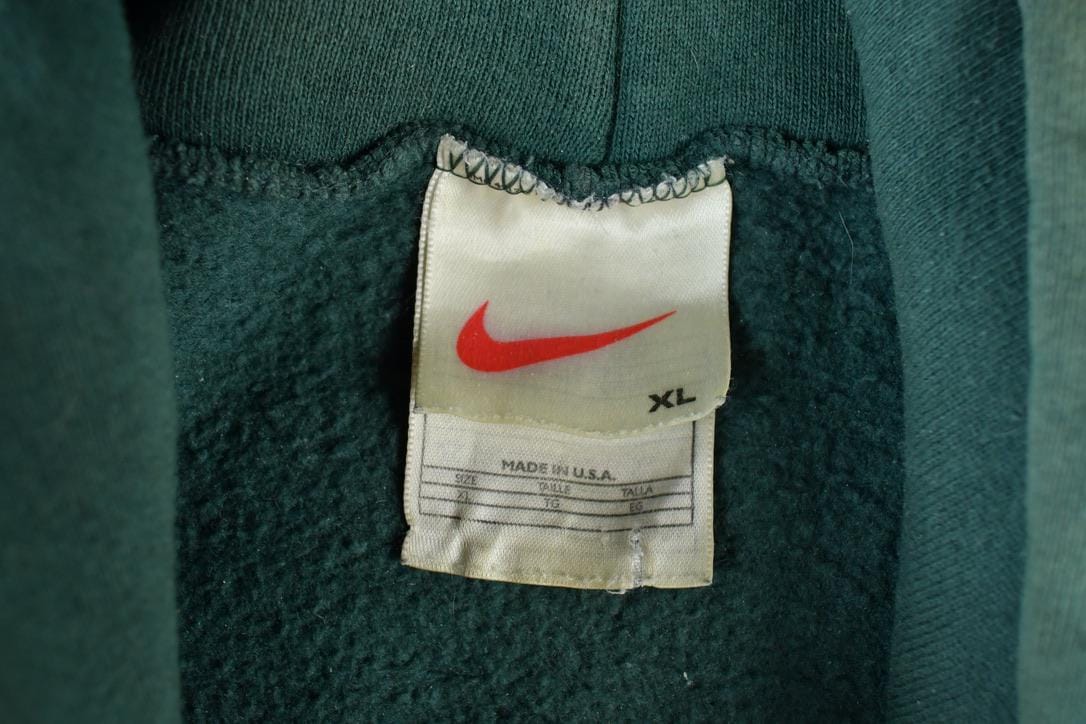 XL
MADE IN U.S.A.
SIZE TAILLE TALLA
XL TG EG